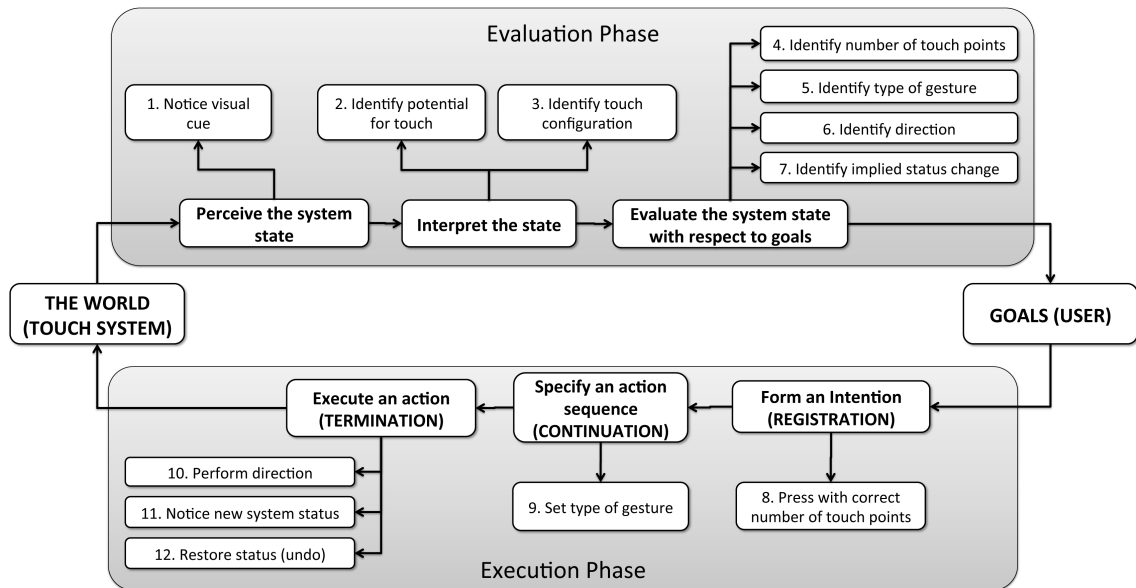 Evaluation Phase
4. Identify number of touch points
5. Identify type of gesture
6. Identify direction
7. Identify implied status change
1. Notice visual
cue
2. Identify potential
for touch
3. Identify touch
configuration
Perceive the system
state
Interpret the state
Evaluate the system state
with respect to goals
THE WORLD
(TOUCH SYSTEM)
GOALS (USER)
Execute an action
(TERMINATION)
Specify an action
sequence
(CONTINUATION)
Form an Intention
(REGISTRATION)
10. Perform direction
11. Notice new system status
12. Restore status (undo)
9. Set type of gesture
8. Press with correct
number of touch points
Execution Phase